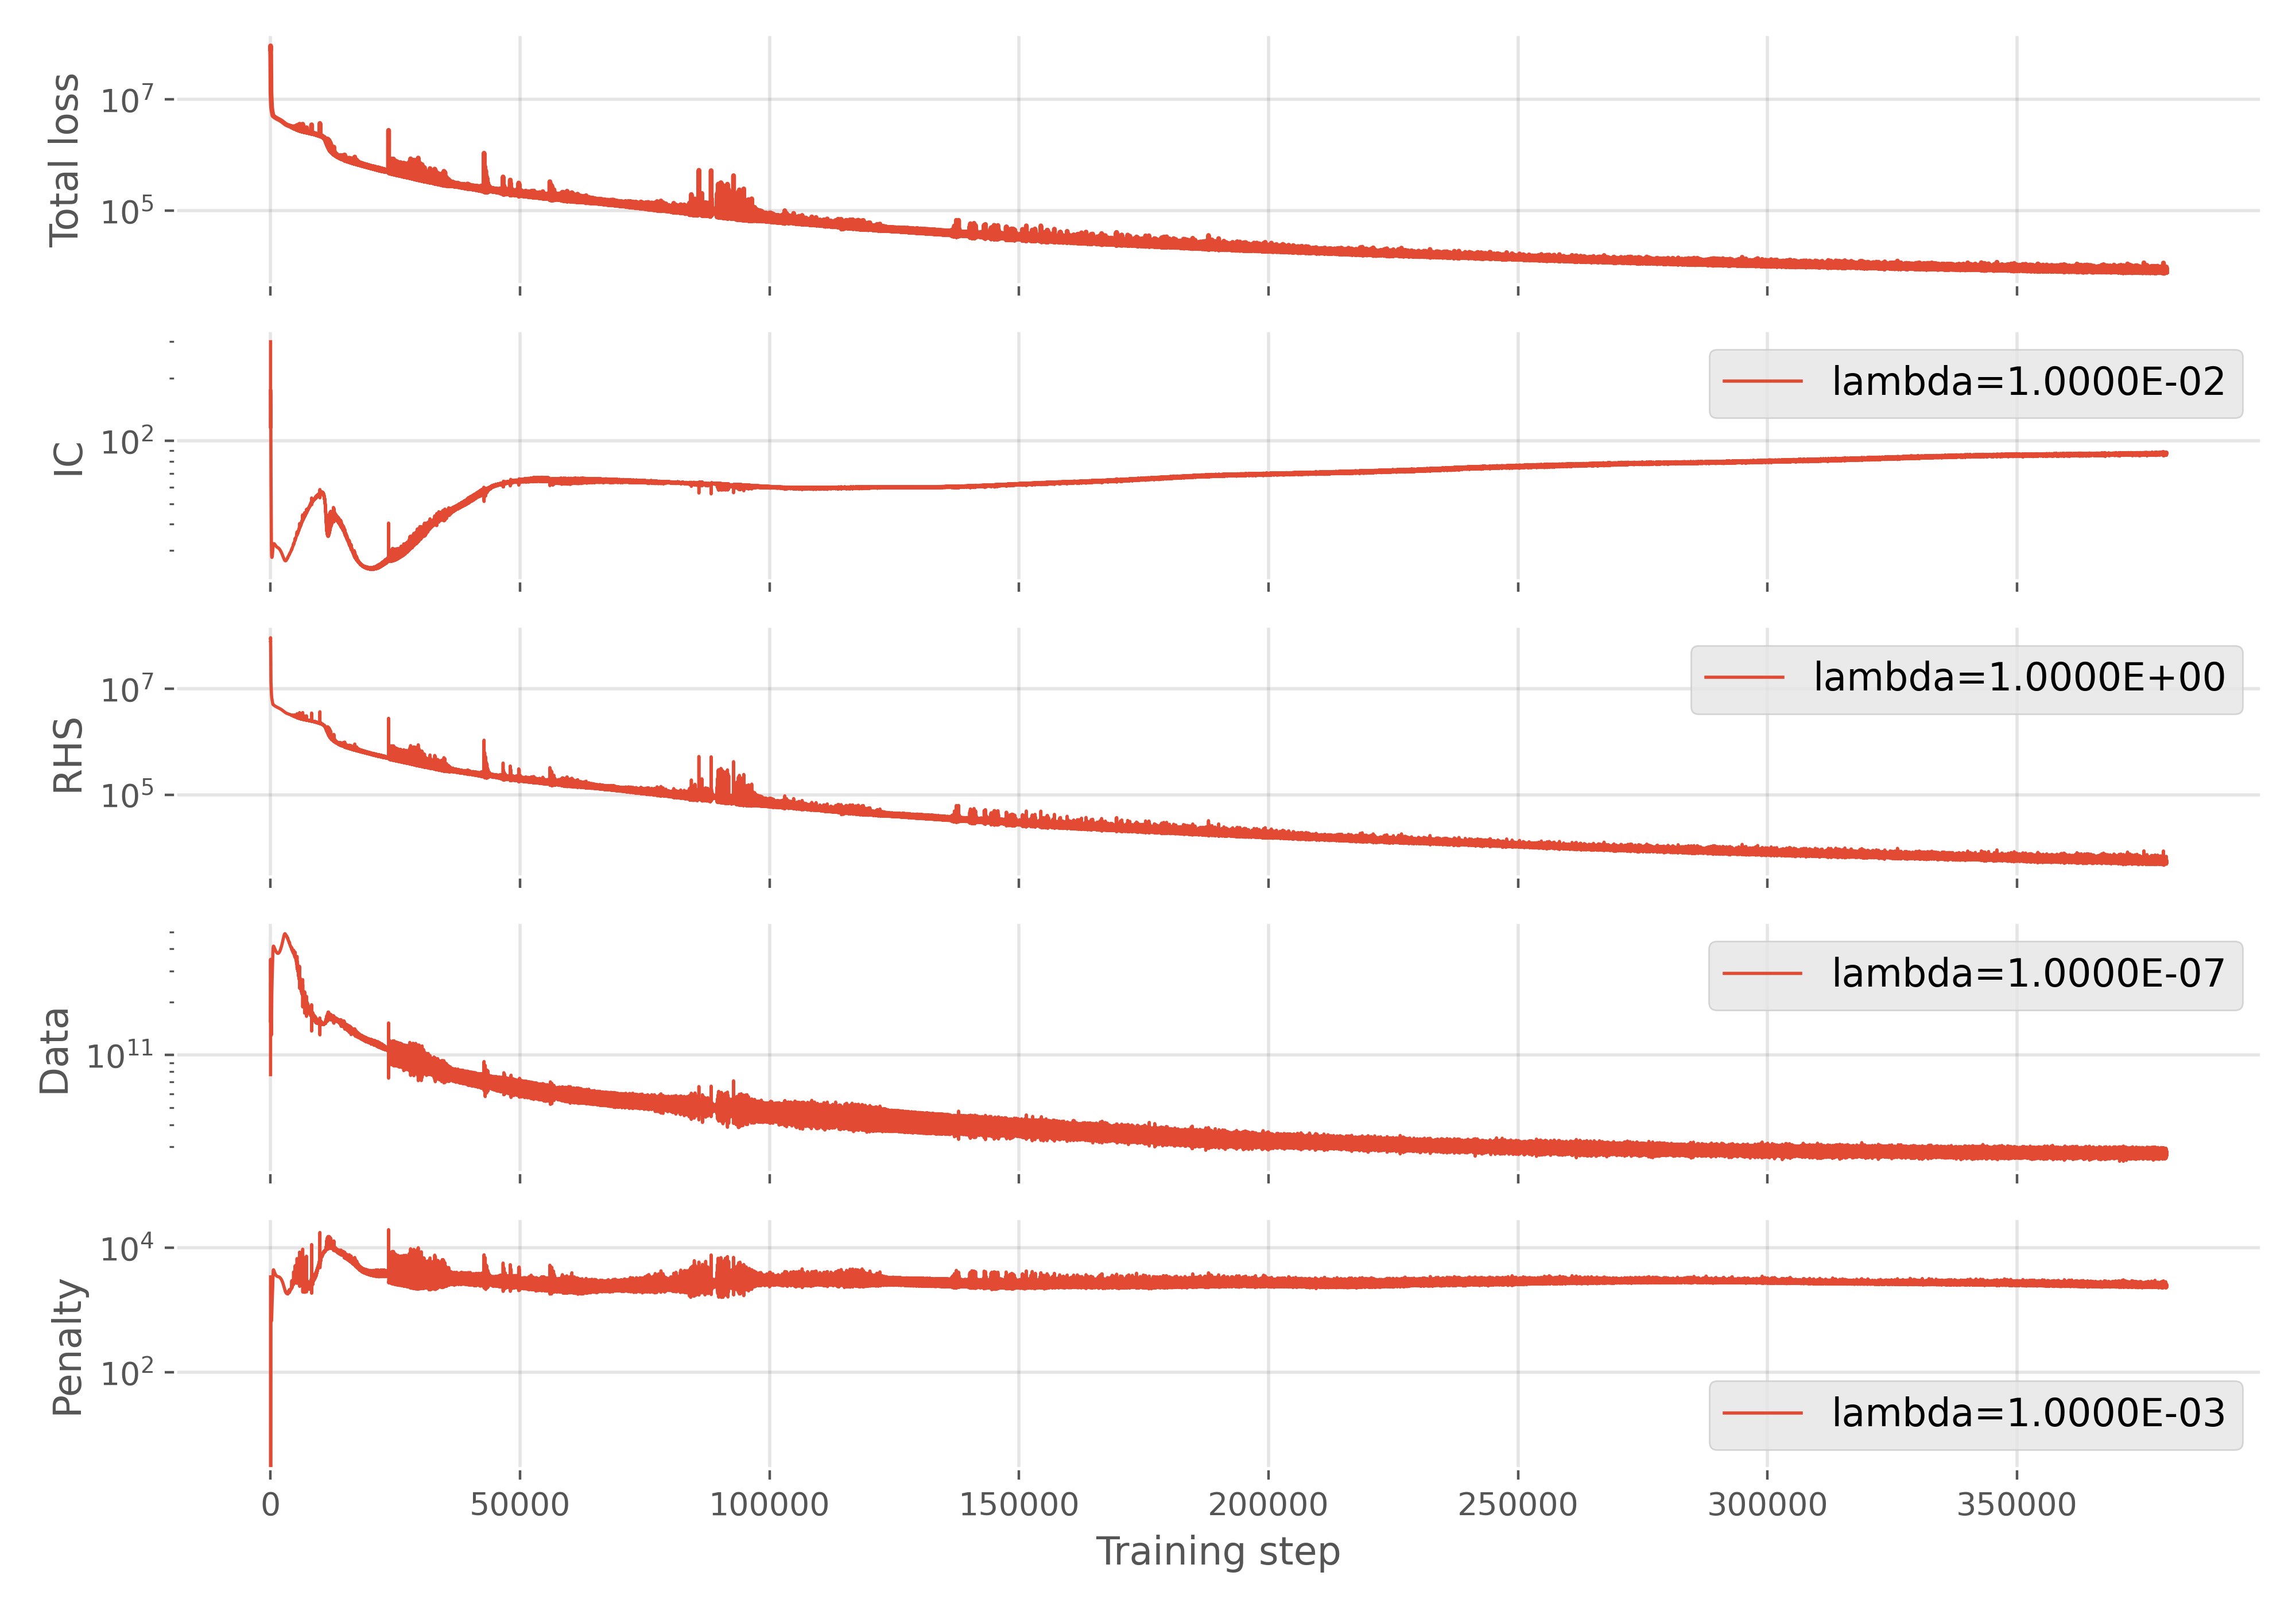 Total loss
10^7
10^5
IC
10^2
lambda=1.0000E-02
RHS
10^7
10^5
lambda=1.0000E+00
Data
10^11
lambda=1.0000E-07
Penalty
10^4
10^2
lambda=1.0000E-03
0 50000 100000 150000 200000 250000 300000 350000
Training step